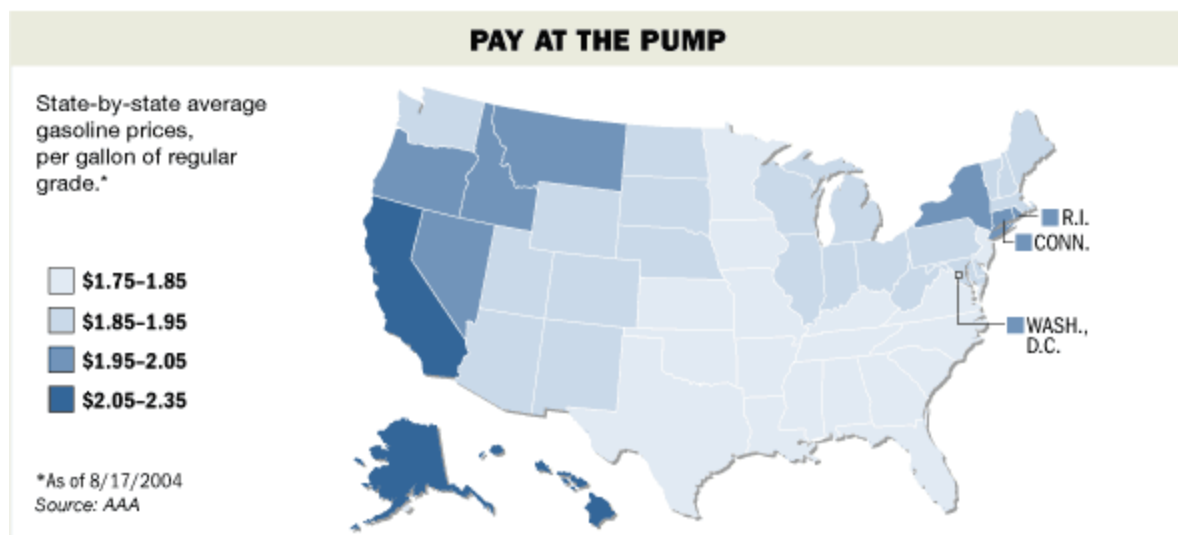 PAY AT THE PUMP
State-by-state average
gasoline prices,
per gallon of regular
grade.*
$1.75–1.85
$1.85–1.95
$1.95–2.05
$2.05–2.35
*As of 8/17/2004
Source: AAA
R.I.
CONN.
WASH.,
D.C.